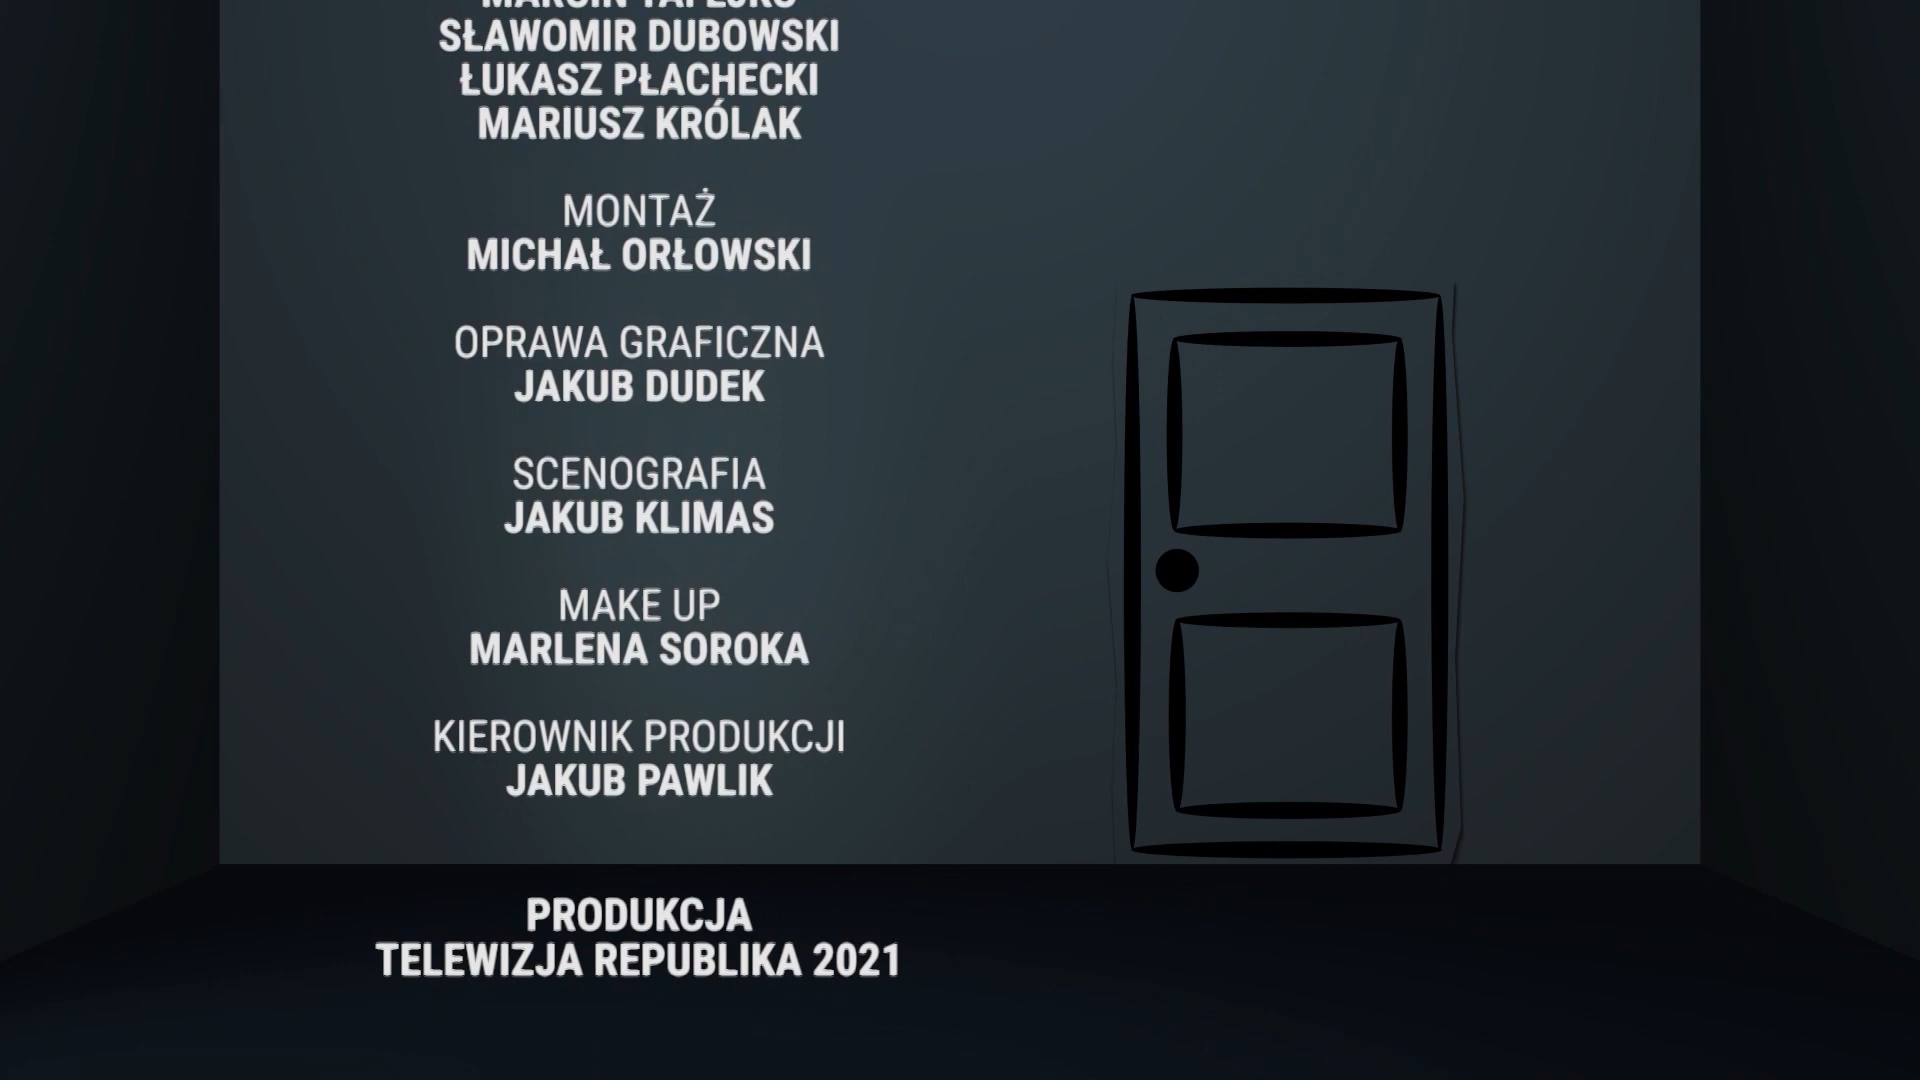 MARCIN
SŁAWOMIR DUBOWSKI
ŁUKASZ PŁACHECKI
MARIUSZ KRÓLAK
MONTAŻ
MICHAŁ ORŁOWSKI
OPRAWA GRAFICZNA
JAKUB DUDEK
SCENOGRAFIA
JAKUB KLIMAS
MAKE UP
MARLENA SOROKA
KIEROWNIK PRODUKCJI
JAKUB PAWLIK
PRODUKCJA
TELEWIZJA REPUBLIKA 2021